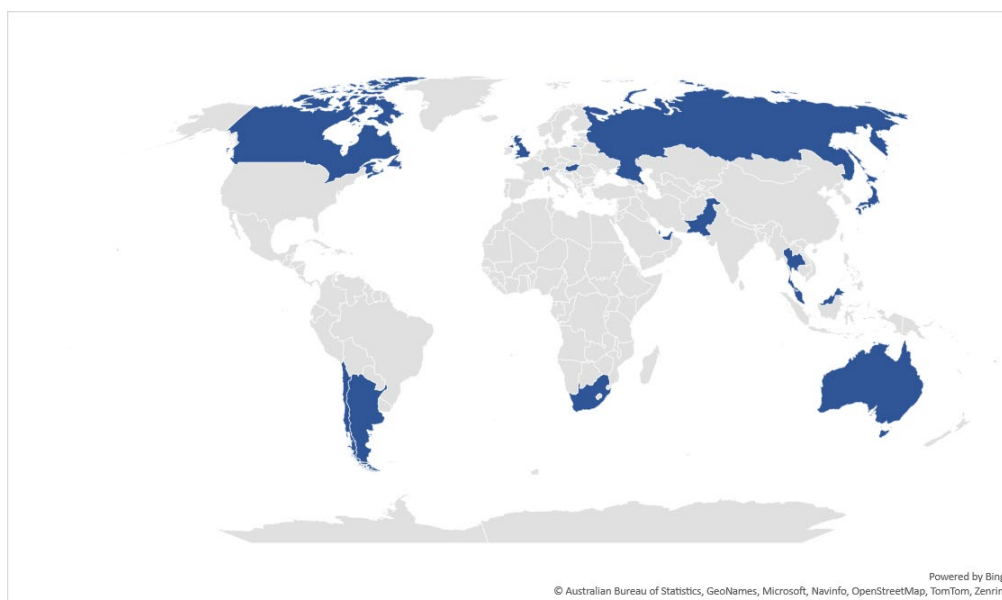 Powered by Bing
© Australian Bureau of Statistics, GeoNames, Microsoft, Navinfo, OpenStreetMap, TomTom, Zenrin